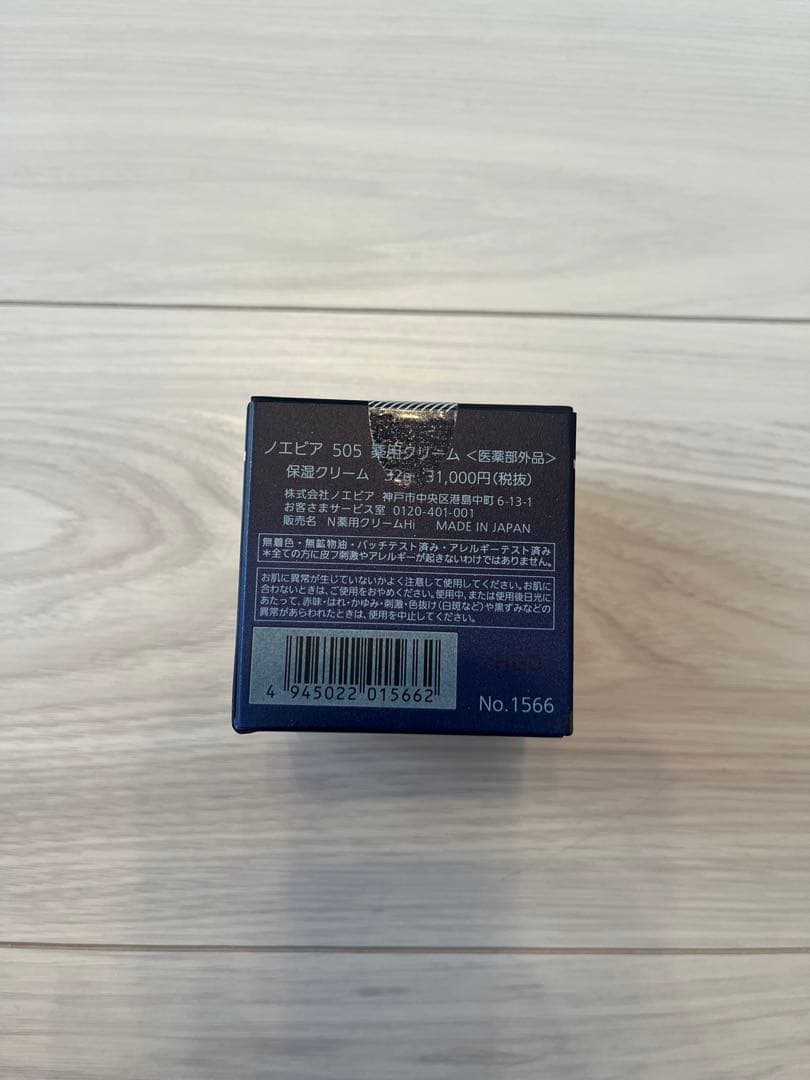 ノエビア 505 薬用クリーム <医薬部外品>
保湿クリーム 32g 31,000円(税抜)
株式会社ノエビア 神戸市中央区港島中町 6-13-1
お客さまサービス室 0120-401-001
販売名 N薬用クリームHi MADE IN JAPAN
無着色・無鉱物油・パッチテスト済み・アレルギーテスト済み
*全ての方に皮フ刺激やアレルギーが起きないわけではありません。
お肌に異常が生じていないかよく注意して使用してください。お肌に
合わないときは、ご使用をおやめください。使用中、または使用後日光に
あたって、赤味・はれ・かゆみ・刺激・色抜け(白斑など)や黒ずみなどの
異常があらわれたときは、使用を中止してください。
4 945022 015662
No.1566